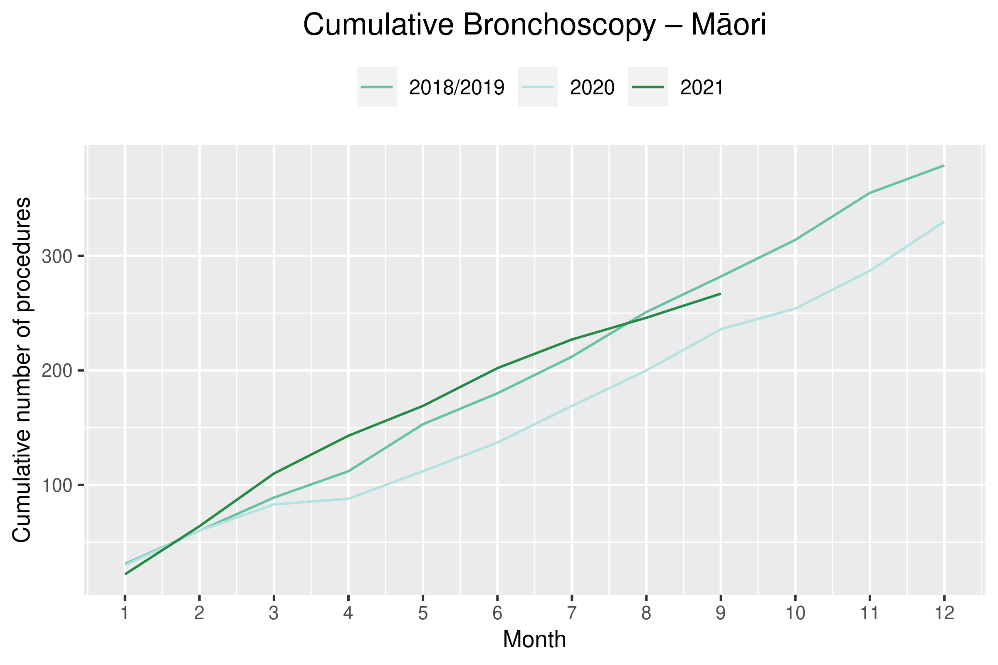 Cumulative Bronchoscopy – Māori
2018/2019 2020 2021
Cumulative number of procedures
300
200
100
1 2 3 4 5 6 7 8 9 10 11 12
Month